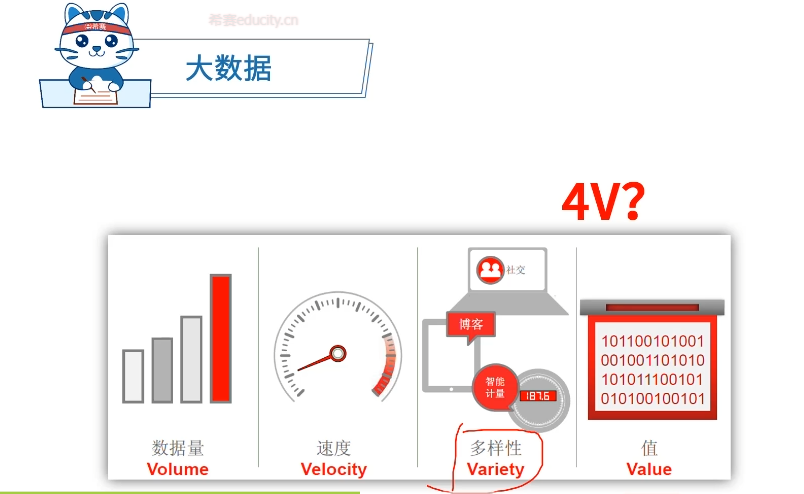 希赛educity.cn
希赛
大数据
4V?
社交
博客
智能
计量
187.6
101100101001
001001101010
101011100101
010100100101
数据量
Volume
速度
Velocity
多样性
Variety
值
Value